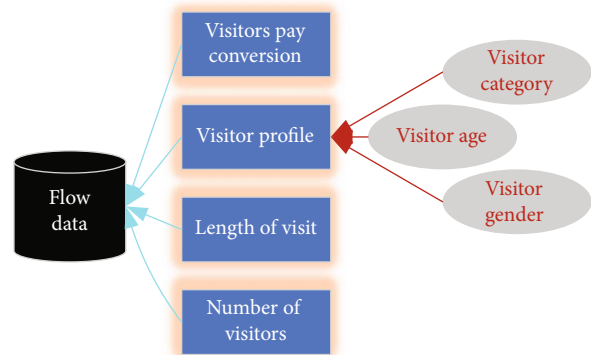 Flow
data
Visitors pay
conversion
Visitor profile
Length of visit
Number of
visitors
Visitor
category
Visitor age
Visitor
gender